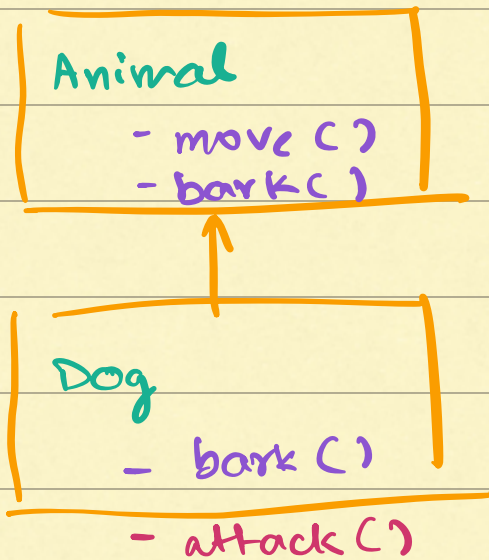 Animal
- move ()
- bark ()
Dog
- bark ()
- attack ()